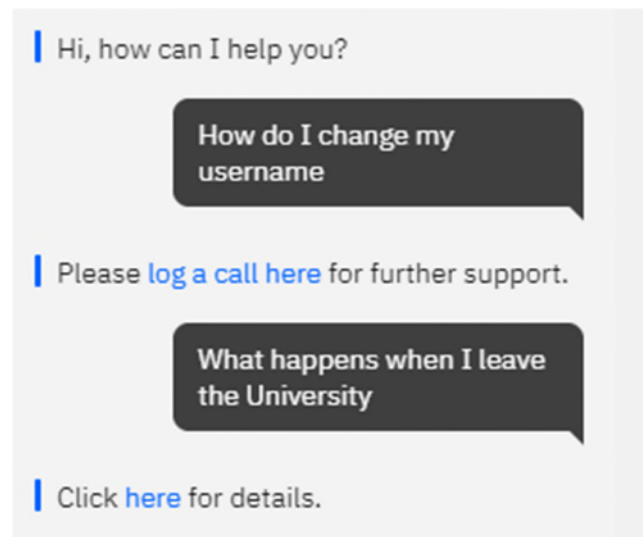 Hi, how can I help you?
How do I change my
username
Please log a call here for further support.
What happens when I leave
the University
Click here for details.